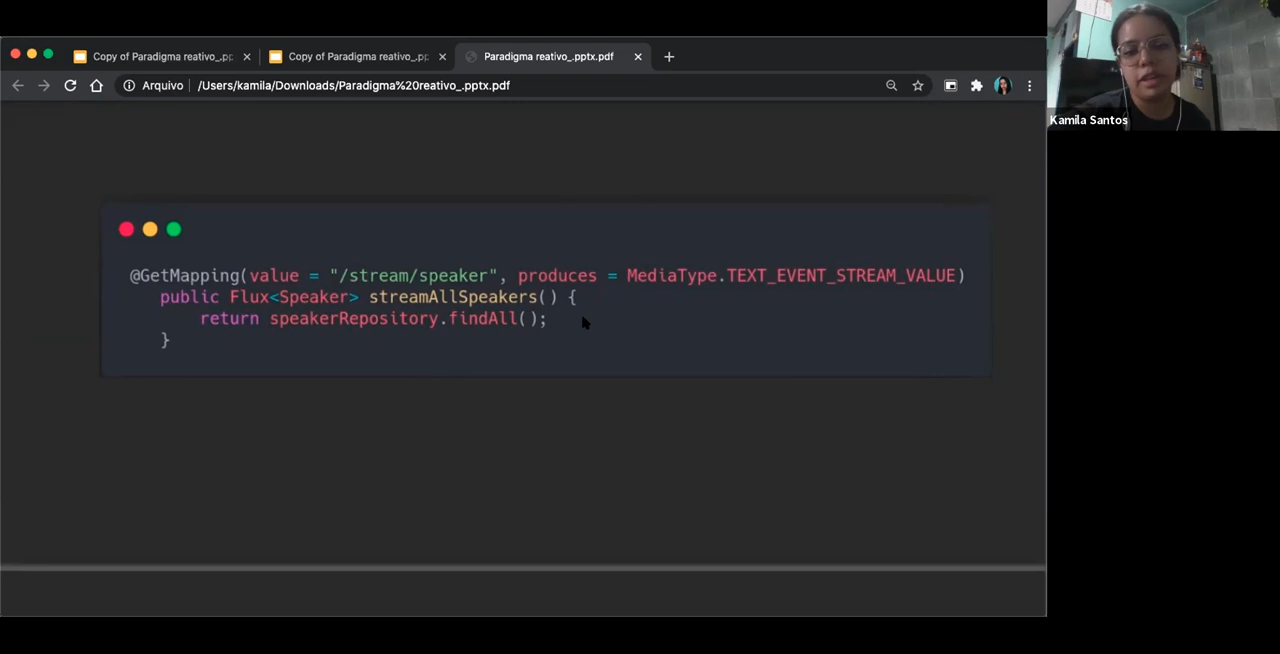 Copy of Paradigma reativo_.pp
Copy of Paradigma reativo_.pp
Paradigma reativo_.pptx.pdf
Arquivo
/Users/kamila/Downloads/Paradigma%20reativo_.pptx.pdf
Kamila Santos
@GetMapping(value = "/stream/speaker", produces = MediaType.TEXT_EVENT_STREAM_VALUE)
public Flux<Speaker> streamAllSpeakers() {
return speakerRepository.findAll();
}